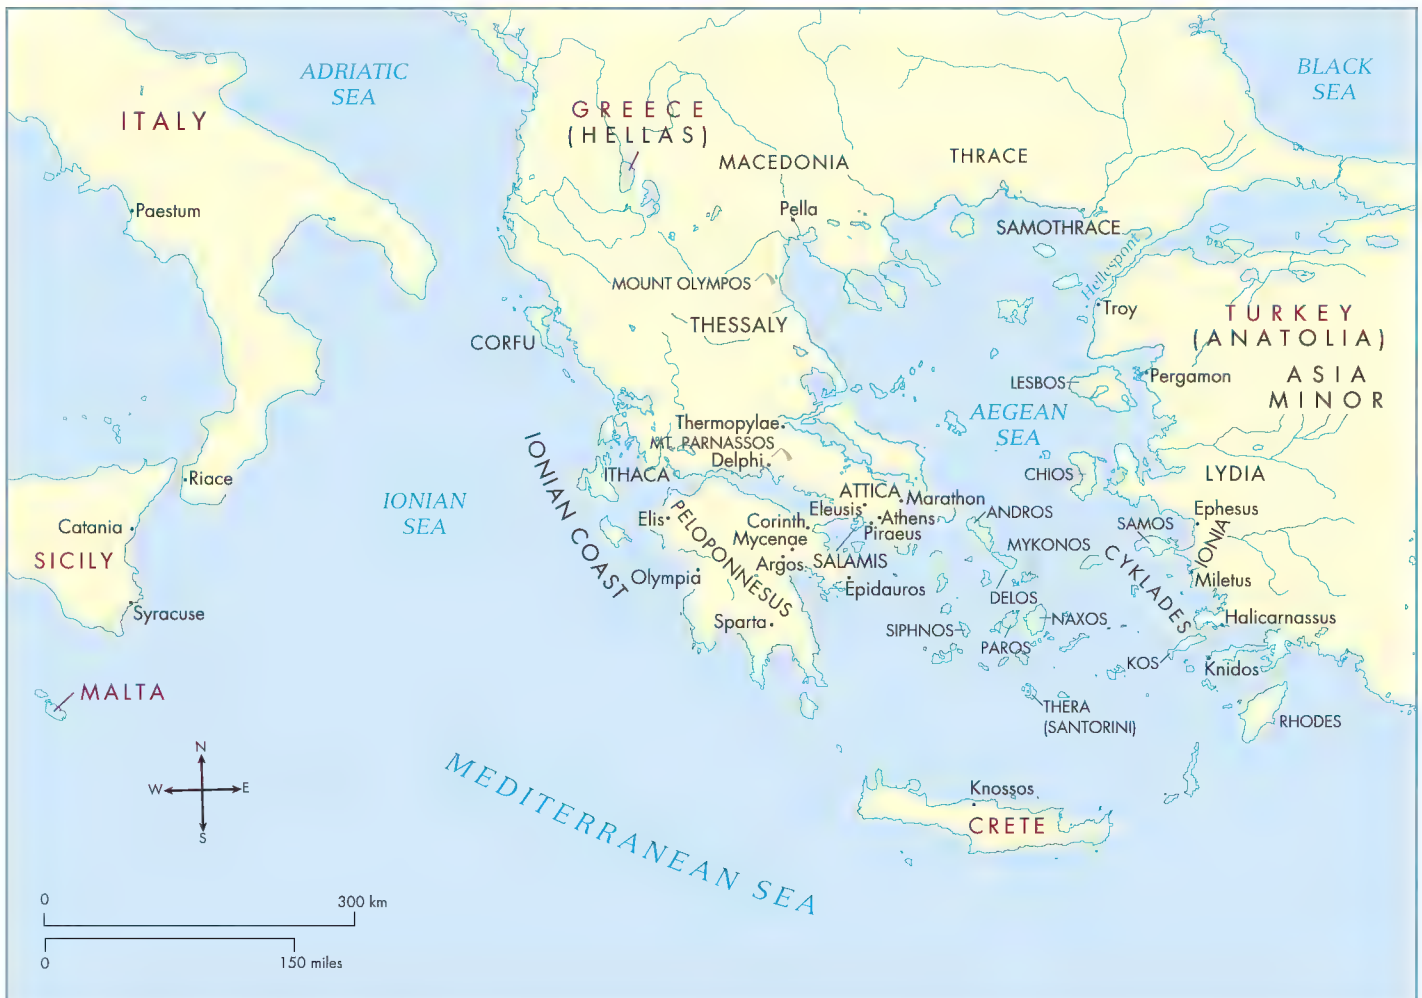 ADRIATIC
SEA
BLACK
SEA
ITALY
GREECE
(HELLAS)
MACEDONIA
THRACE
Paestum
Pella
SAMOTHRACE
Hellespont
MOUNT OLYMPOS
Troy
TURKEY
(ANATOLIA)
THESSALY
CORFU
ASIA
MINOR
LESBOS
Pergamon
AEGEAN
SEA
Thermopylae
MT. PARNASSOS
Delphi
IONIAN COAST
ITHACA
CHIOS
LYDIA
Riace
IONIAN
SEA
ATTICA
Marathon
Eleusis
Athens
Piraeus
ANDROS
Ephesus
SAMOS
IONIA
Elis
PELOPONNESUS
Corinth
Mycenae
Argos
SALAMIS
MYKONOS
CYKLADES
Catania
SICILY
Olympia
Epidauros
DELOS
Miletus
Syracuse
Sparta
SIPHNOS
NAXOS
PAROS
Halicarnassus
KOS
Knidos
MALTA
THERA
(SANTORINI)
RHODES
N
W
E
S
MEDITERRANEAN SEA
Knossos
CRETE
0
300 km
0
150 miles